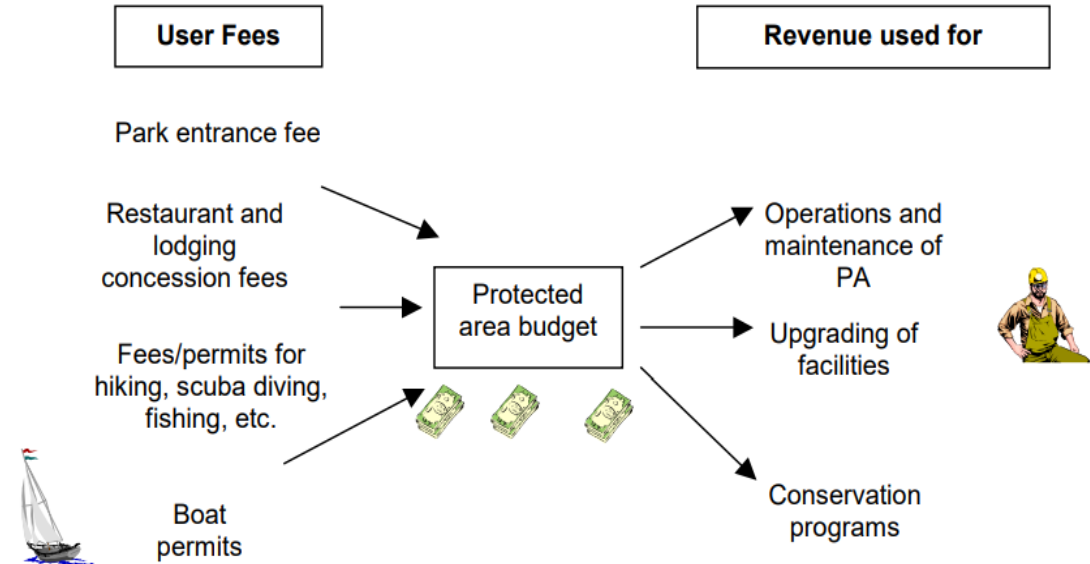 User Fees
Revenue used for
Park entrance fee
Restaurant and
lodging
concession fees
Fees/permits for
hiking, scuba diving,
fishing, etc.
Boat
permits
Protected
area budget
Operations and
maintenance of
PA
Upgrading of
facilities
Conservation
programs